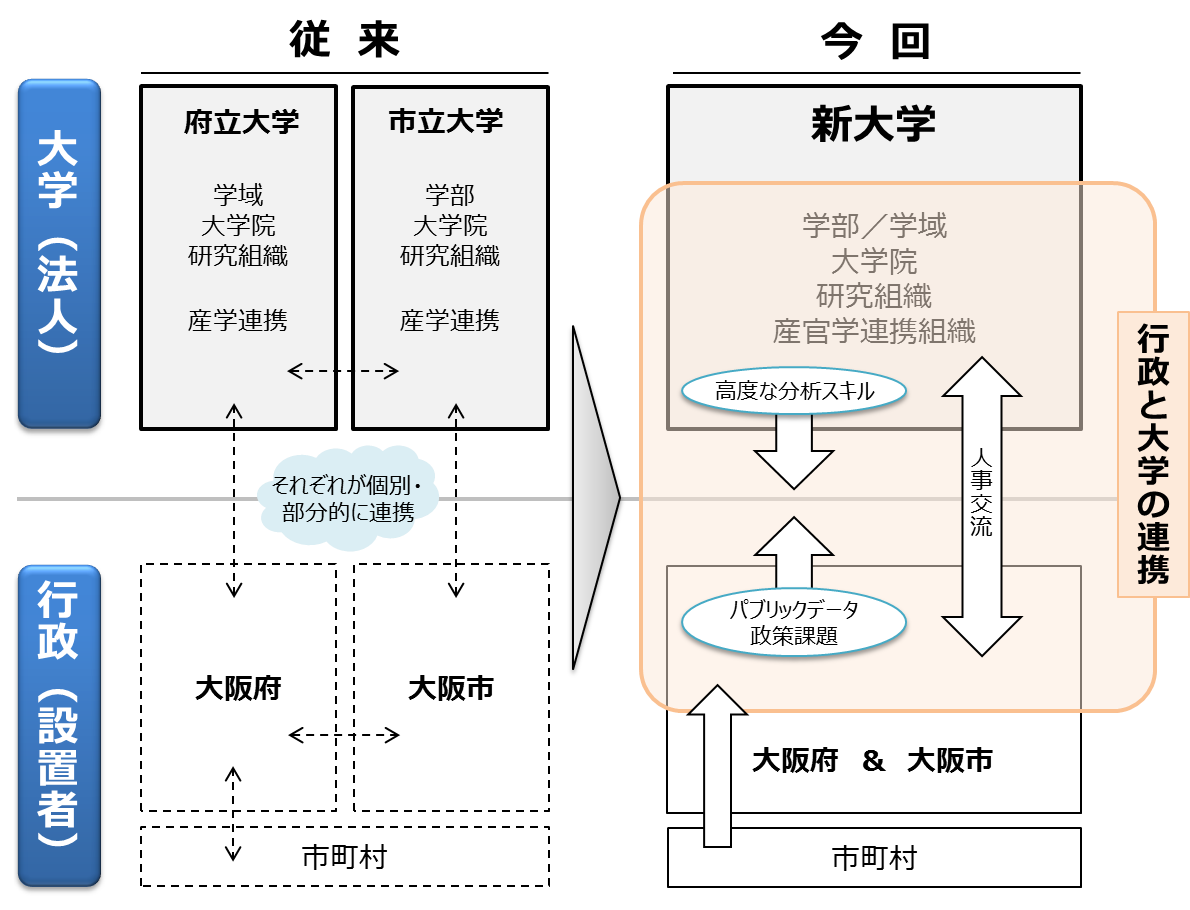 従 来
今 回
大学（法人）
府立大学
学域
大学院
研究組織
産学連携
市立大学
学部
大学院
研究組織
産学連携
それぞれが個別・
部分的に連携
行政（設置者）
大阪府
大阪市
市町村
新大学
学部／学域
大学院
研究組織
産官学連携組織
高度な分析スキル
人事交流
パブリックデータ
政策課題
行政と大学の連携
大阪府 ＆ 大阪市
市町村